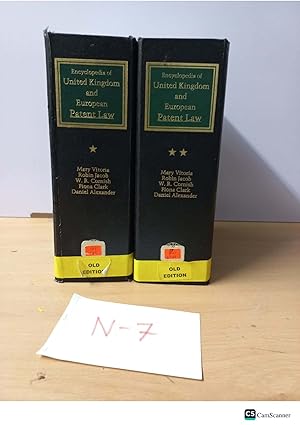 Encyclopedia of
United Kingdom
and
European
Patent Law
★
Mary Vitoria
Robin Jacob
W. R. Cornish
Fiona Clark
Daniel Alexander
OLD
EDITION
Encyclopedia of
United Kingdom
and
European
Patent Law
★★
Mary Vitoria
Robin Jacob
W. R. Cornish
Fiona Clark
Daniel Alexander
OLD
EDITION
N-7
CS CamScanner